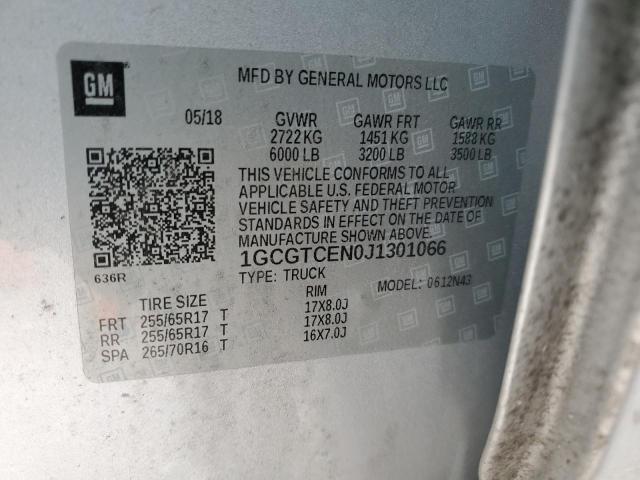 GM
MFD BY GENERAL MOTORS LLC
05/18 GVWR GAWR FRT GAWR RR
2722 KG 1451 KG 1588 KG
6000 LB 3200 LB 3500 LB
THIS VEHICLE CONFORMS TO ALL
APPLICABLE U.S. FEDERAL MOTOR
VEHICLE SAFETY AND THEFT PREVENTION
STANDARDS IN EFFECT ON THE DATE OF
MANUFACTURE SHOWN ABOVE.
1GCGTCEN0J1301066
636R TYPE: TRUCK MODEL: 0612N43
TIRE SIZE RIM
FRT 255/65R17 T 17X8.0J
RR 255/65R17 T 17X8.0J
SPA 265/70R16 T 16X7.0J